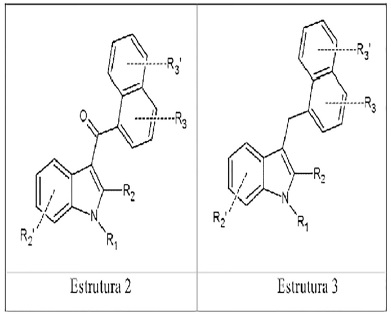 R₃'
R₃
O
R₂
N
R₂'
R₁
Estrutura 2
R₃'
R₃
R₂
N
R₂'
R₁
Estrutura 3